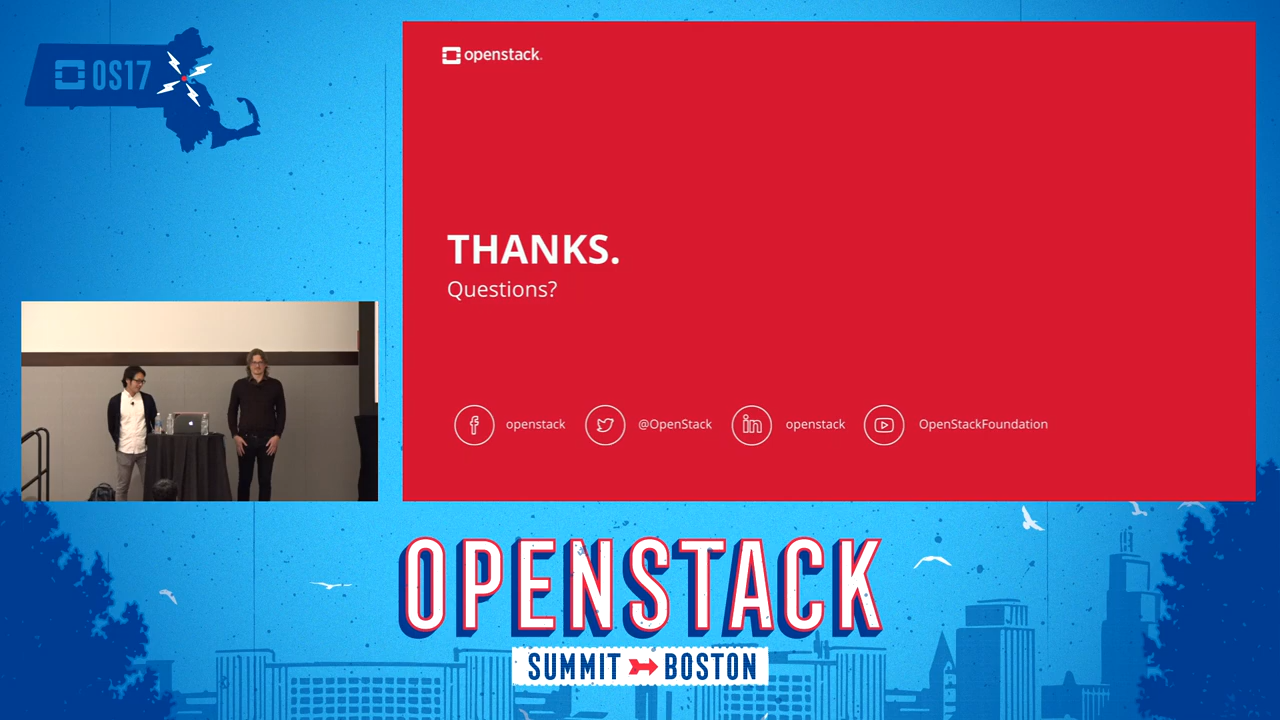 OS17
openstack.
THANKS.
Questions?
openstack
@OpenStack
openstack
OpenStackFoundation
OPENSTACK
SUMMIT BOSTON